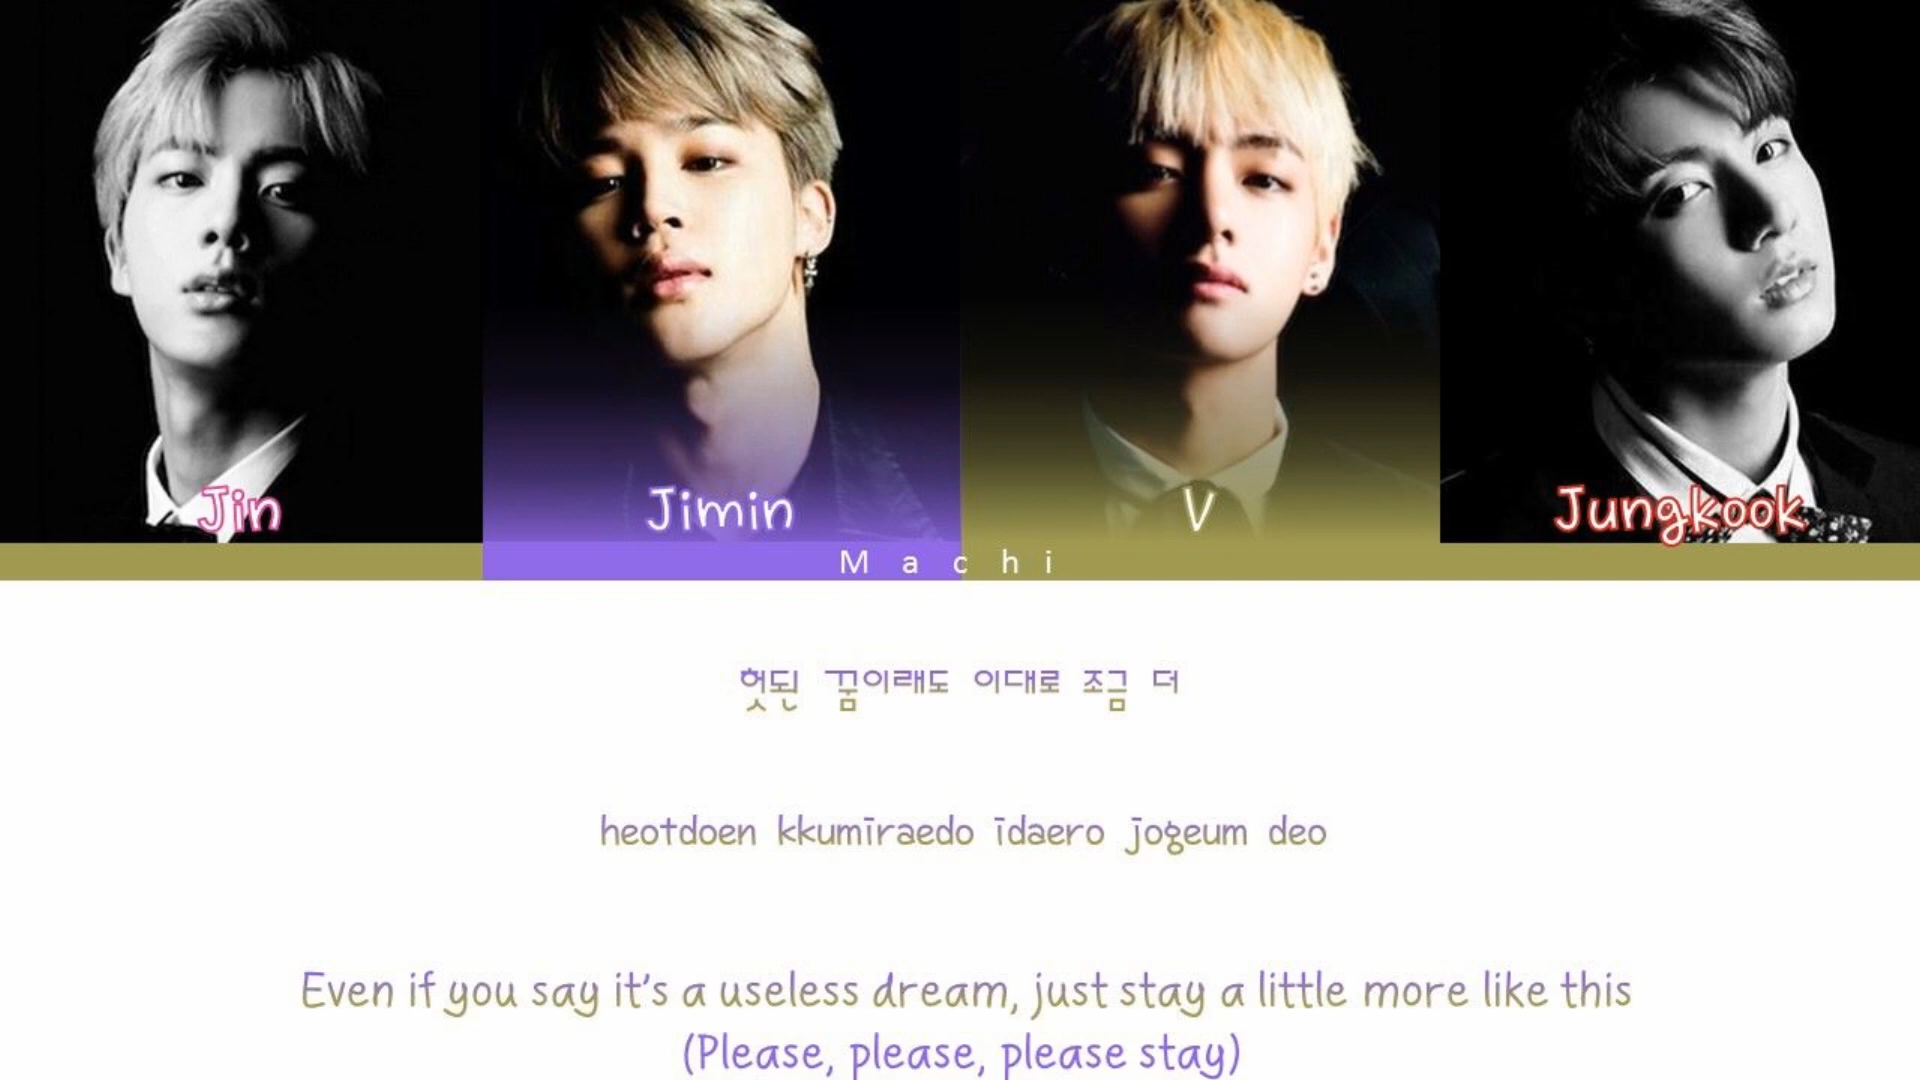 Jin
Jimin
V
Jungkook
Machi
헛된 꿈이래도 이대로 조금 더
heotdoen kkumīraedo īdaero jogeum deo
Even if you say it's a useless dream, just stay a little more like this
(Please, please, please stay)